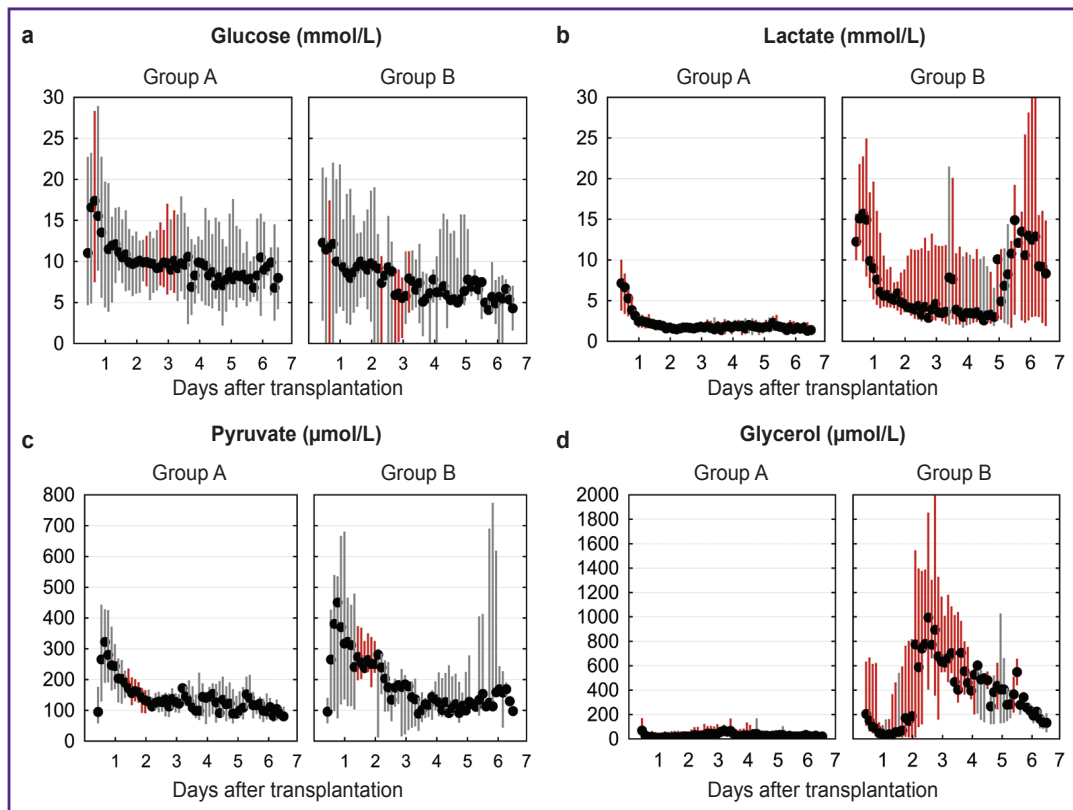 a Glucose (mmol/L)
Group A Group B
30
25
20
15
10
5
0
1 2 3 4 5 6 7 1 2 3 4 5 6 7
Days after transplantation
b Lactate (mmol/L)
Group A Group B
30
25
20
15
10
5
0
1 2 3 4 5 6 7 1 2 3 4 5 6 7
Days after transplantation
c Pyruvate (µmol/L)
Group A Group B
800
700
600
500
400
300
200
100
0
1 2 3 4 5 6 7 1 2 3 4 5 6 7
Days after transplantation
d Glycerol (µmol/L)
Group A Group B
2000
1800
1600
1400
1200
1000
800
600
400
200
0
1 2 3 4 5 6 7 1 2 3 4 5 6 7
Days after transplantation